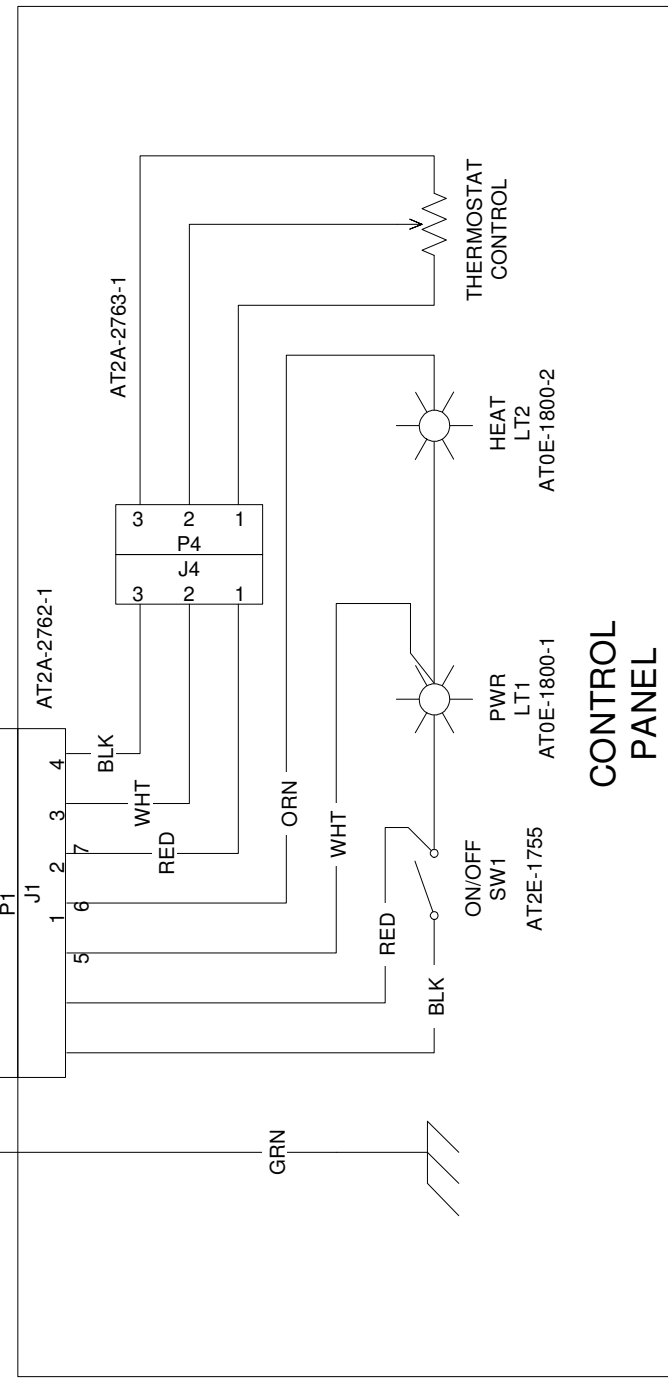 P1
J1
4
3
2
7
1
6
5
AT2A-2762-1
AT2A-2763-1
BLK
WHT
RED
ORN
WHT
RED
BLK
GRN
3
2
1
P4
J4
3
2
1
THERMOSTAT
CONTROL
HEAT
LT2
AT0E-1800-2
PWR
LT1
AT0E-1800-1
ON/OFF
SW1
AT2E-1755
CONTROL
PANEL